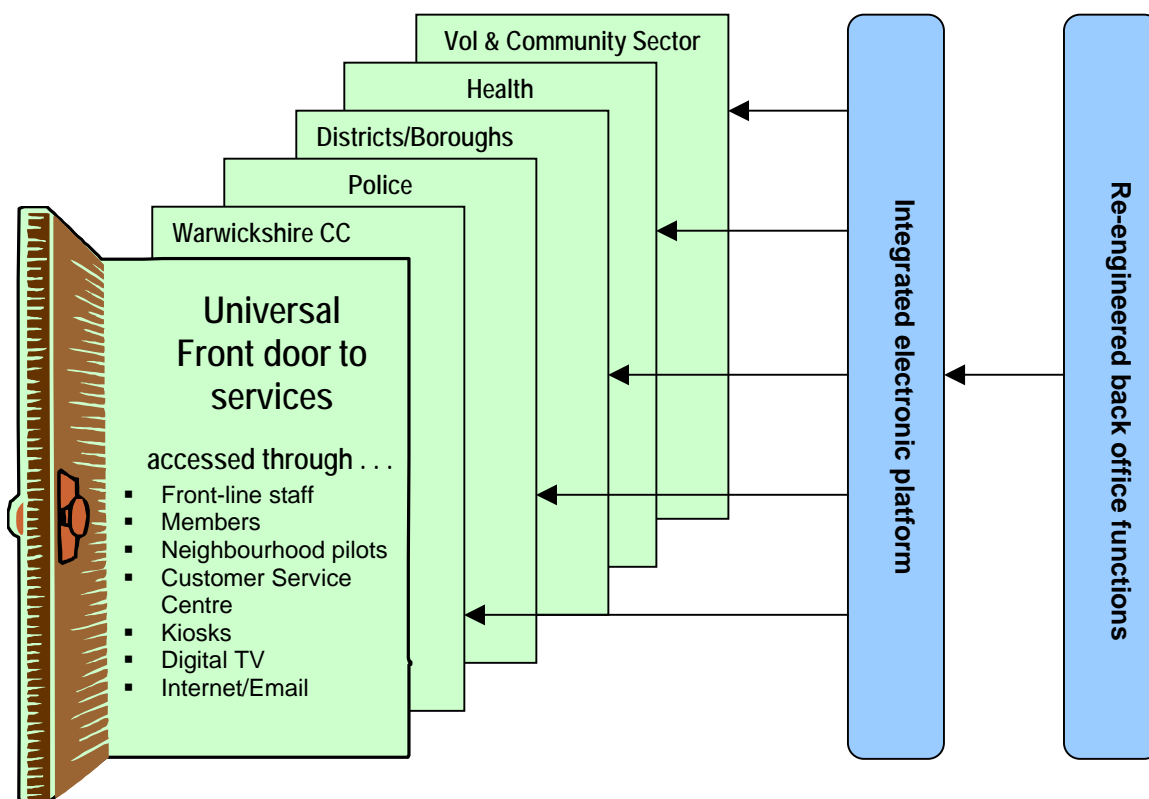 Vol & Community Sector
Health
Districts/Boroughs
Police
Warwickshire CC
Universal
Front door to
services
accessed through . . .
▪ Front-line staff
▪ Members
▪ Neighbourhood pilots
▪ Customer Service
Centre
▪ Kiosks
▪ Digital TV
▪ Internet/Email
Integrated electronic platform
Re-engineered back office functions